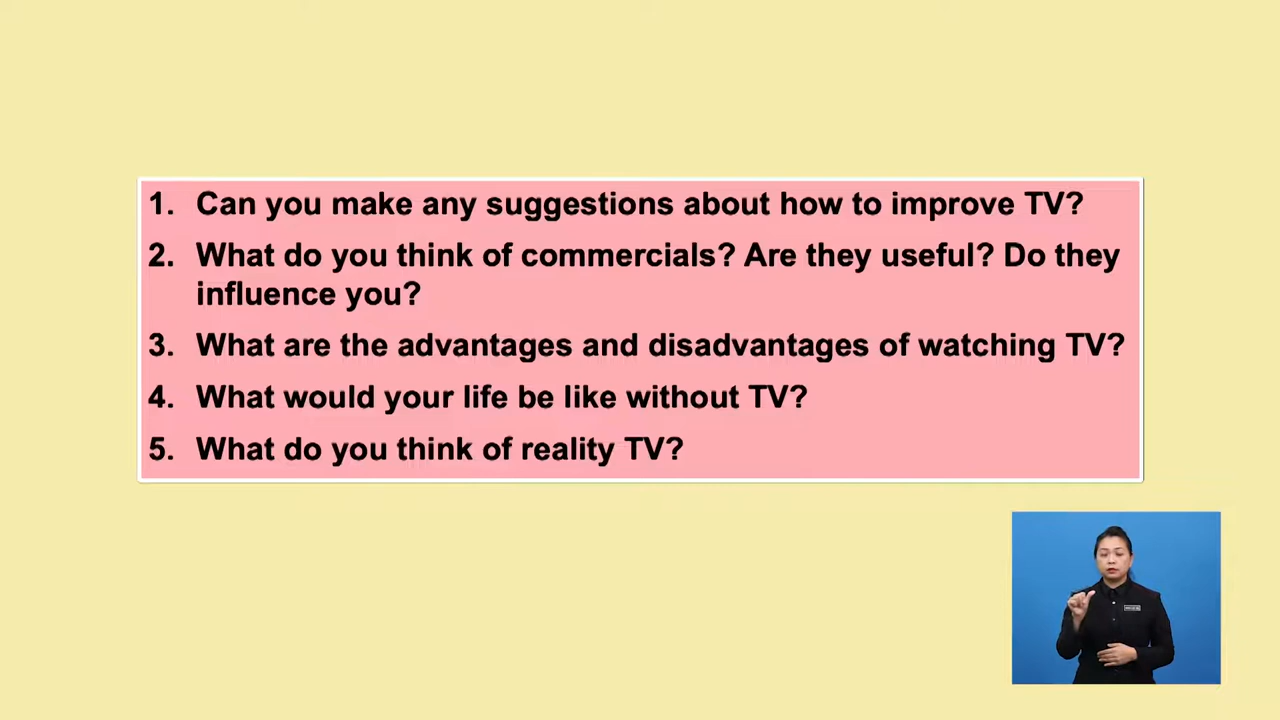 1. Can you make any suggestions about how to improve TV?
2. What do you think of commercials? Are they useful? Do they
influence you?
3. What are the advantages and disadvantages of watching TV?
4. What would your life be like without TV?
5. What do you think of reality TV?